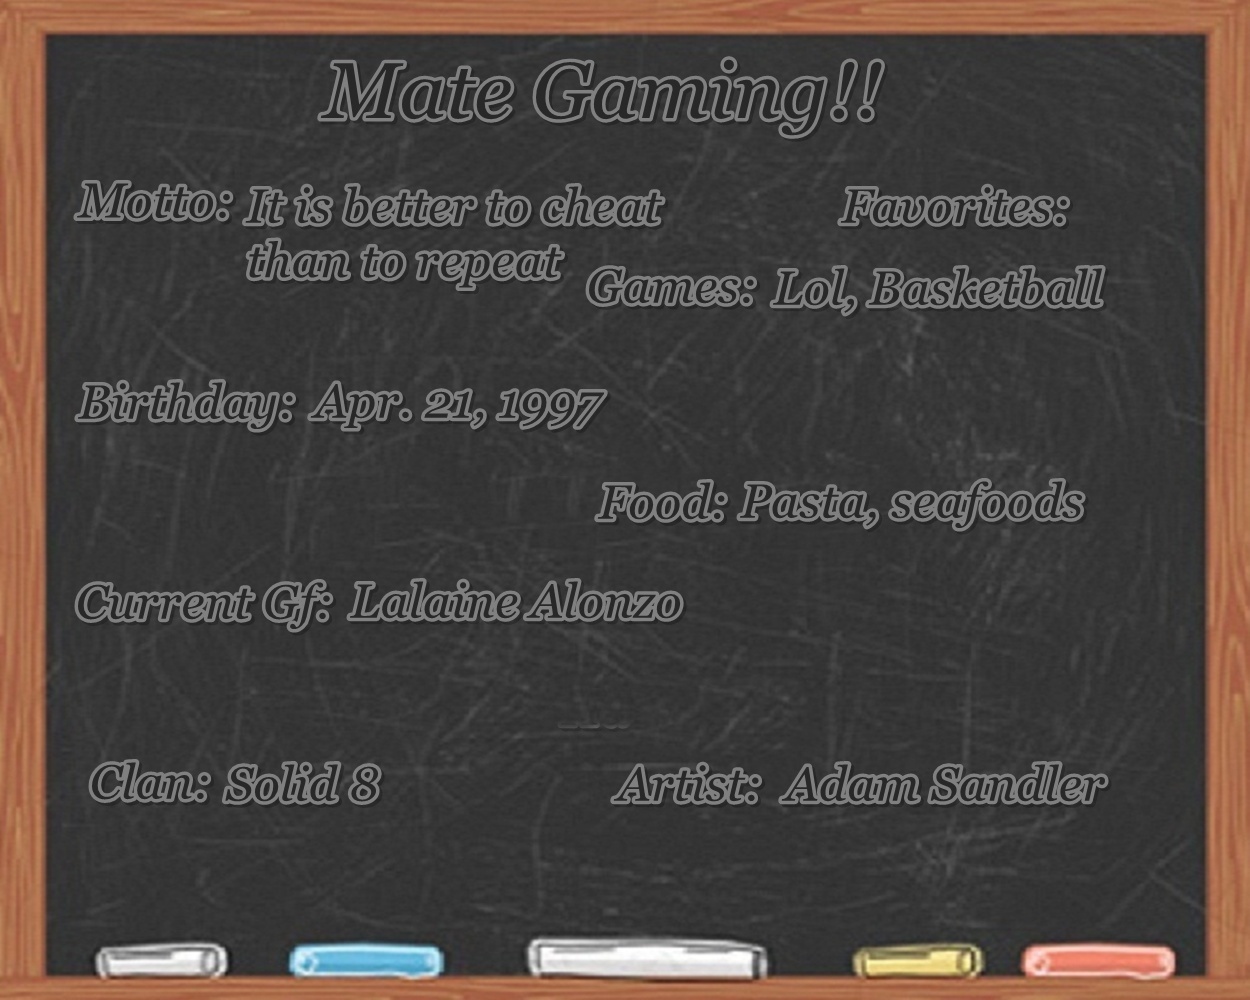 Mate Gaming!!
Motto: It is better to cheat
than to repeat
Favorites:
Games: Lol, Basketball
Birthday: Apr. 21, 1997
Food: Pasta, seafoods
Current Gf: Lalaine Alonzo
Clan: Solid 8
Artist: Adam Sandler